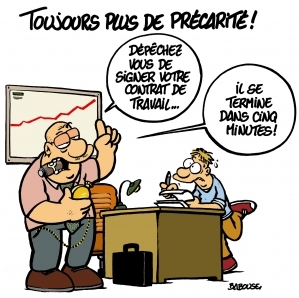 TOUJOURS PLUS DE PRÉCARITÉ !
DÉPÊCHEZ
VOUS DE
SIGNER VOTRE
CONTRAT DE
TRAVAIL...
IL SE
TERMINE
DANS CINQ
MINUTES !
BABOUSE